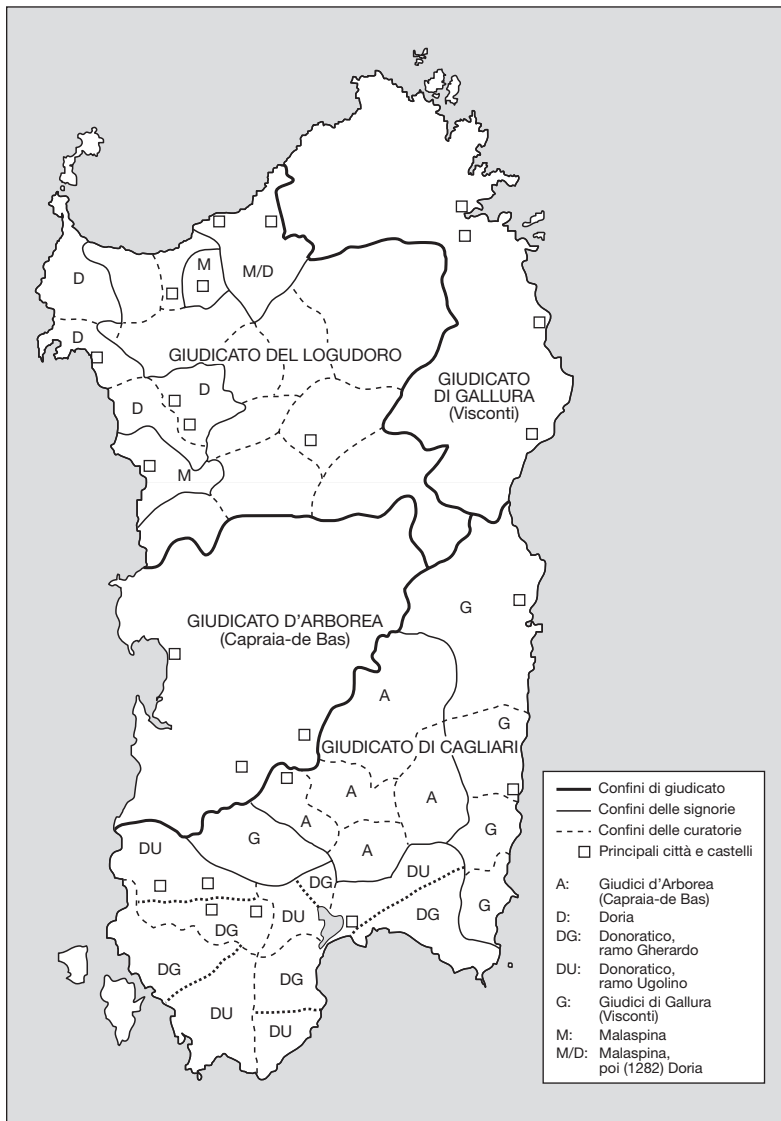 M
D
M/D
D
GIUDICATO DEL LOGUDORO
D
D
GIUDICATO
DI GALLURA
(Visconti)
M
G
GIUDICATO D'ARBOREA
(Capraia-de Bas)
A
G
GIUDICATO DI CAGLIARI
A
A
A
G
G
A
DU
DG
DU
G
DU
DG
DG
DG
DG
DU
DU
Confini di giudicato
Confini delle signorie
Confini delle curatorie
Principali città e castelli
A: Giudici d'Arborea
(Capraia-de Bas)
D: Doria
DG: Donoratico,
ramo Gherardo
DU: Donoratico,
ramo Ugolino
G: Giudici di Gallura
(Visconti)
M: Malaspina
M/D: Malaspina,
poi (1282) Doria